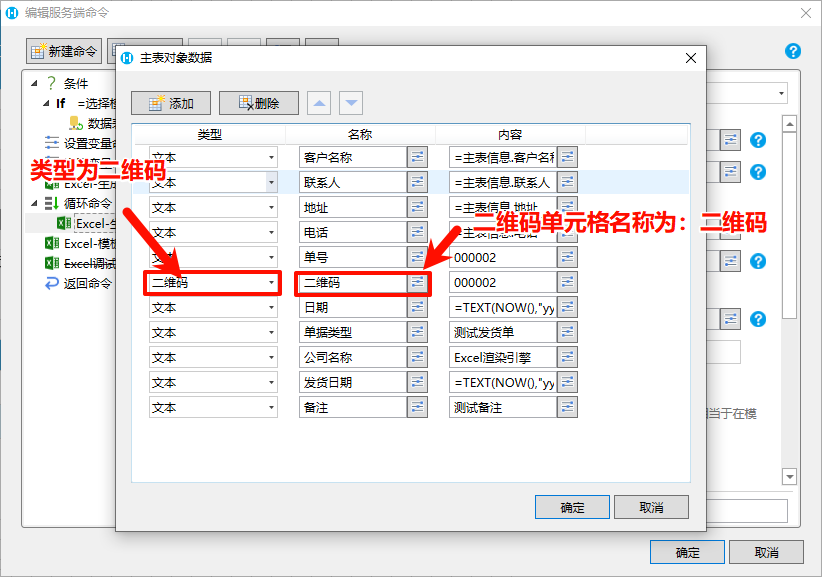 编辑服务端命令
新建命令
主表对象数据
条件
If =选择模
数据表
设置变量命
Excel-生成
循环命令
Excel-生
Excel-模板
Excel调试
返回命令
添加 删除
类型 名称 内容
文本 客户名称 =主表信息.客户名称
文本 联系人 =主表信息.联系人
文本 地址 =主表信息.地址
文本 电话 =主表信息.电话
文本 单号 000002
二维码 二维码 000002
文本 日期 =TEXT(NOW(),"yy
文本 单据类型 测试发货单
文本 公司名称 Excel渲染引擎
文本 发货日期 =TEXT(NOW(),"yy
文本 备注 测试备注
类型为二维码
二维码单元格名称为：二维码
相当于在模
确定 取消
确定 取消